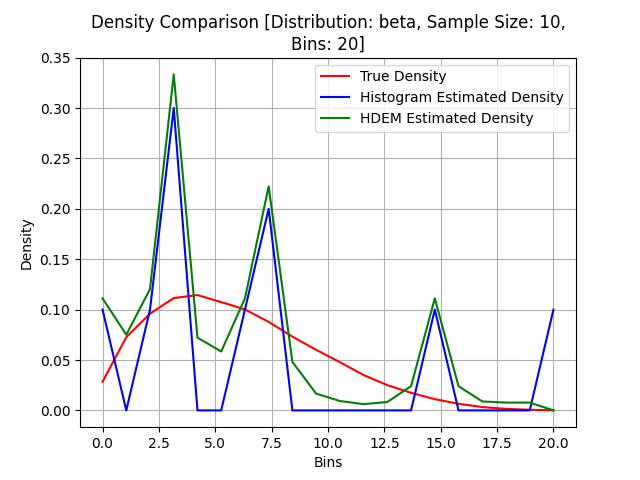 Density Comparison [Distribution: beta, Sample Size: 10,
Bins: 20]
True Density
Histogram Estimated Density
HDEM Estimated Density
Density
0.35
0.30
0.25
0.20
0.15
0.10
0.05
0.00
0.0 2.5 5.0 7.5 10.0 12.5 15.0 17.5 20.0
Bins